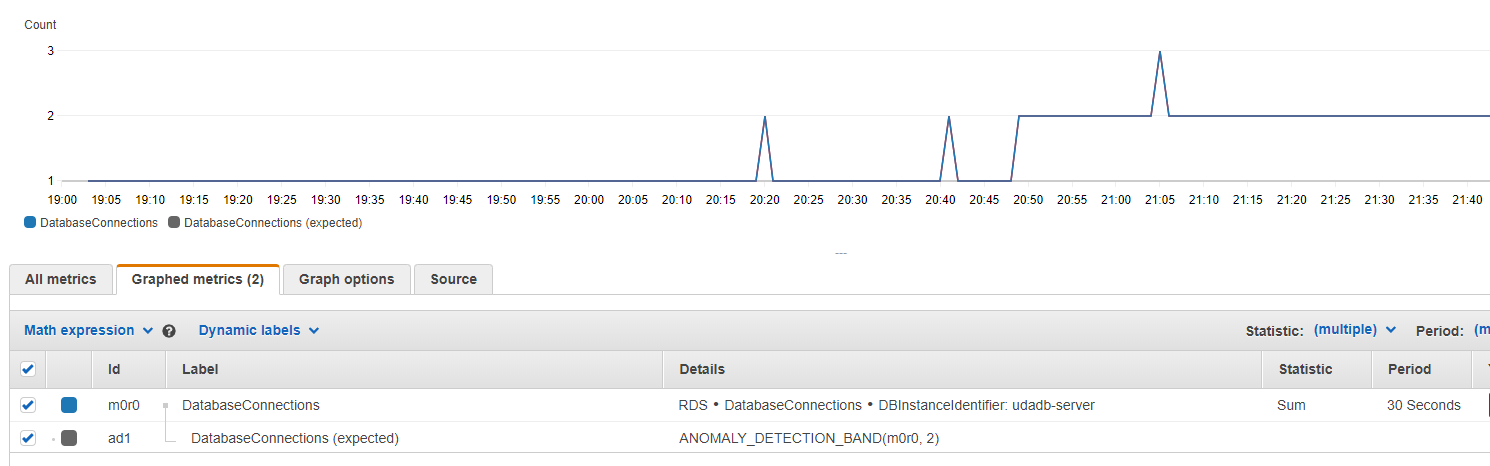 Count
3
2
1
19:00 19:05 19:10 19:15 19:20 19:25 19:30 19:35 19:40 19:45 19:50 19:55 20:00 20:05 20:10 20:15 20:20 20:25 20:30 20:35 20:40 20:45 20:50 20:55 21:00 21:05 21:10 21:15 21:20 21:25 21:30 21:35 21:40
DatabaseConnections DatabaseConnections (expected)
All metrics Graphed metrics (2) Graph options Source
Math expression ? Dynamic labels Statistic: (multiple) Period: (m
Id Label Details Statistic Period
m0r0 DatabaseConnections RDS • DatabaseConnections • DBInstanceIdentifier: udadb-server Sum 30 Seconds
ad1 DatabaseConnections (expected) ANOMALY_DETECTION_BAND(m0r0, 2)